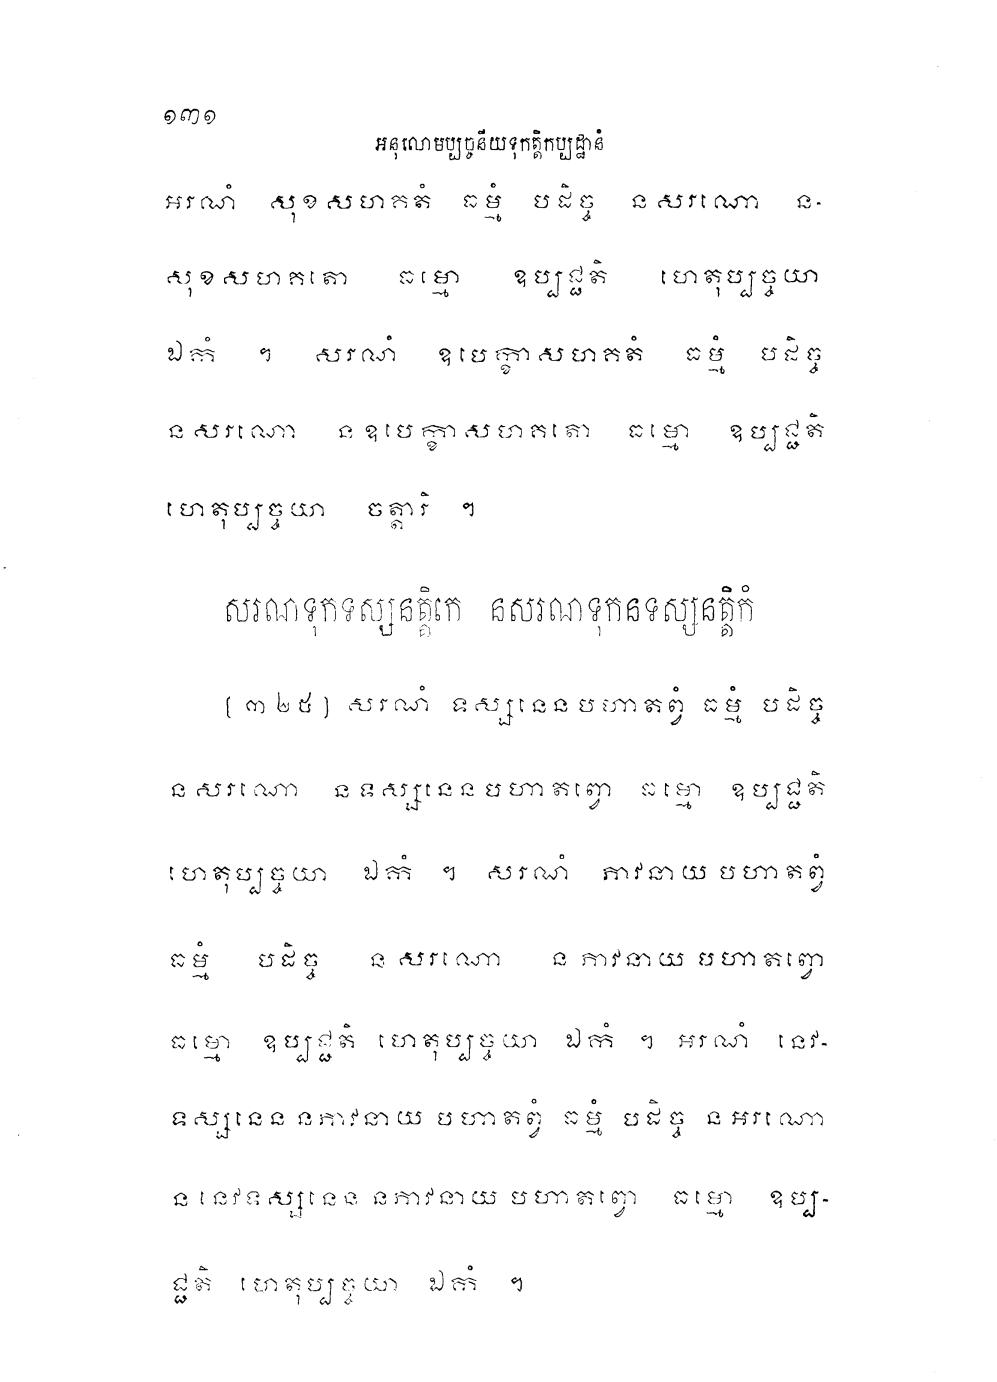 ១៣១
អនុលោមប្បច្ចនីយទុកត្តិកប្បដ្ឋានំ
អរណំ សុខសហគតំ ធម្មំ បដិច្ច នសរណោ ន-
សុខសហគតោ ធម្មោ ឧប្បជ្ជតិ ហេតុប្បច្ចយា
ឯកំ ។ សរណំ ឧបេក្ខាសហគតំ ធម្មំ បដិច្ច
នសរណោ នឧបេក្ខាសហគតោ ធម្មោ ឧប្បជ្ជតិ
ហេតុប្បច្ចយា ចត្តារិ ។
សរណទុកទស្សនត្តិកេ នសរណទុកនទស្សនត្តិកំ
(៣២៥) សរណំ ទស្សនេនបហាតព្វំ ធម្មំ បដិច្ច
នសរណោ នទស្សនេនបហាតព្វោ ធម្មោ ឧប្បជ្ជតិ
ហេតុប្បច្ចយា ឯកំ ។ សរណំ ភាវនាយ បហាតព្វំ
ធម្មំ បដិច្ច នសរណោ នភាវនាយ បហាតព្វោ
ធម្មោ ឧប្បជ្ជតិ ហេតុប្បច្ចយា ឯកំ ។ អរណំ នេវ-
ទស្សនេន នភាវនាយ បហាតព្វំ ធម្មំ បដិច្ច នអរណោ
ននេវទស្សនេន នភាវនាយ បហាតព្វោ ធម្មោ ឧប្ប-
ជ្ជតិ ហេតុប្បច្ចយា ឯកំ ។